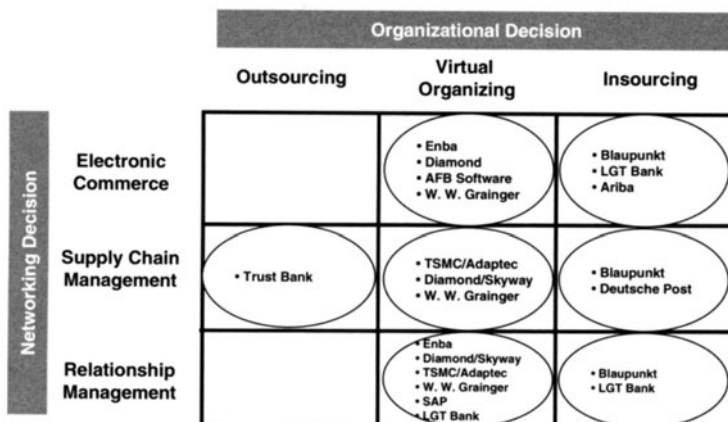 Organizational Decision
Outsourcing
Virtual
Organizing
Insourcing
Networking Decision
Electronic
Commerce
• Enba
• Diamond
• AFB Software
• W. W. Grainger
• Blaupunkt
• LGT Bank
• Ariba
Supply Chain
Management
• Trust Bank
• TSMC/Adaptec
• Diamond/Skyway
• W. W. Grainger
• Blaupunkt
• Deutsche Post
Relationship
Management
• Enba
• Diamond/Skyway
• TSMC/Adaptec
• W. W. Grainger
• SAP
• LGT Bank
• Blaupunkt
• LGT Bank